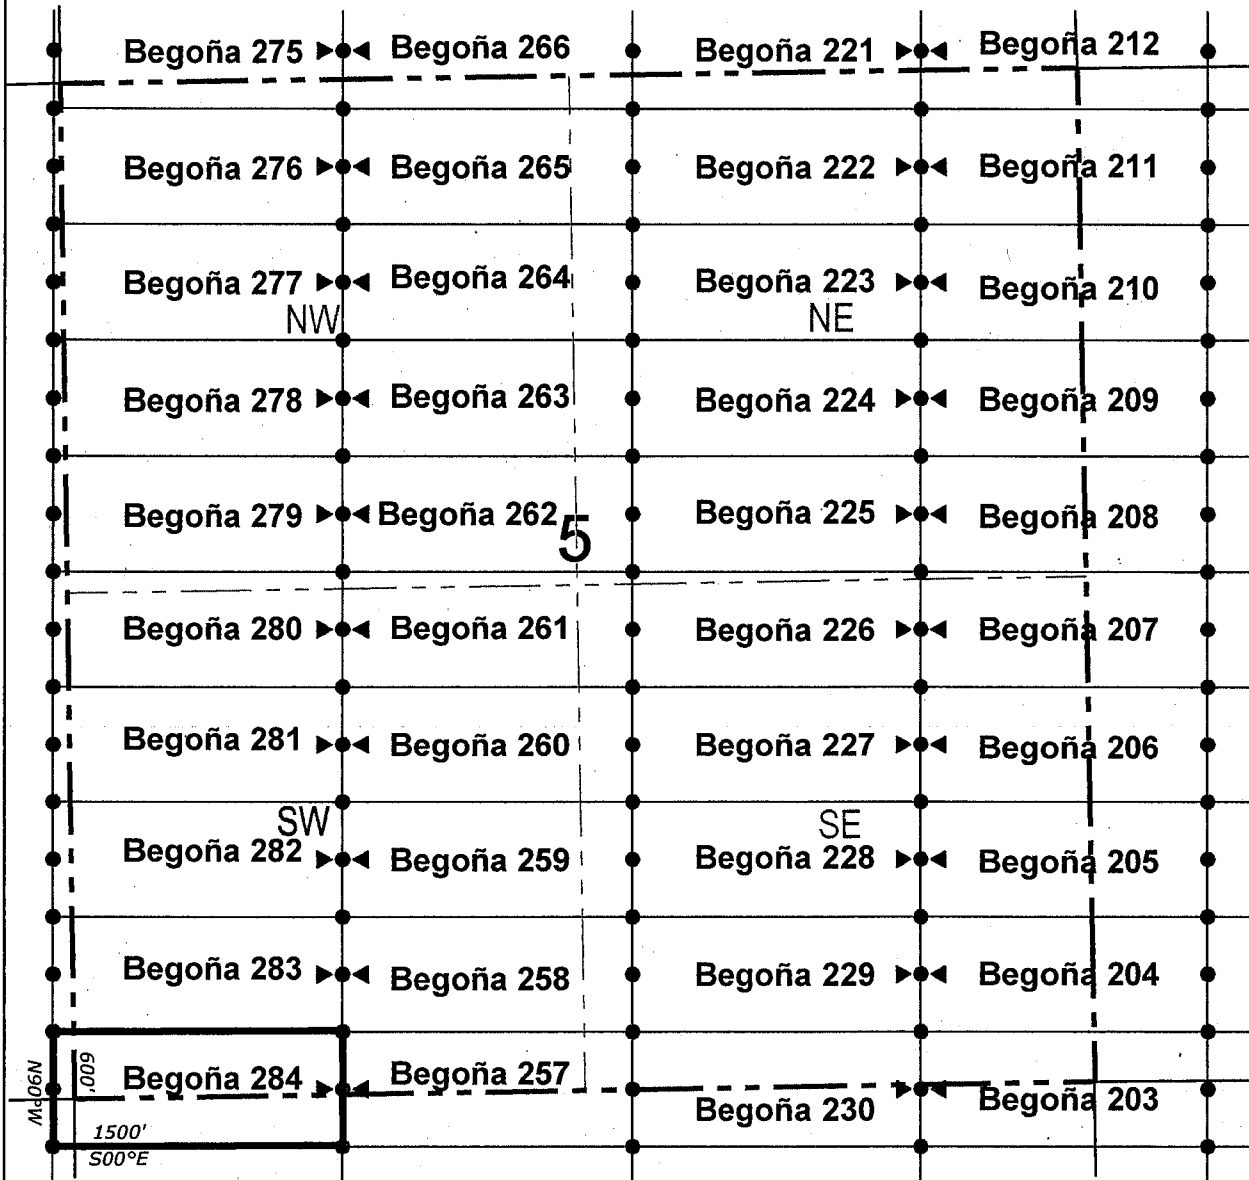 Begoña 275 Begoña 266 Begoña 221 Begoña 212
Begoña 276 Begoña 265 Begoña 222 Begoña 211
Begoña 277 Begoña 264 Begoña 223 Begoña 210
NW NE
Begoña 278 Begoña 263 Begoña 224 Begoña 209
Begoña 279 Begoña 262 Begoña 225 Begoña 208
5
Begoña 280 Begoña 261 Begoña 226 Begoña 207
Begoña 281 Begoña 260 Begoña 227 Begoña 206
SW SE
Begoña 282 Begoña 259 Begoña 228 Begoña 205
Begoña 283 Begoña 258 Begoña 229 Begoña 204
N90°W 600' Begoña 284 Begoña 257 Begoña 230 Begoña 203
1500'
S00°E